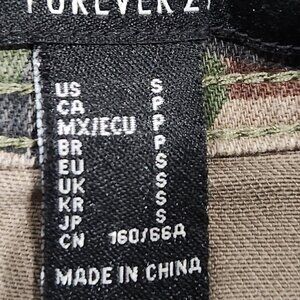 FOREVER 21
US S
CA P
MX/ECU P
BR P
EU S
UK S
KR S
JP S
CN 160/66A
MADE IN CHINA